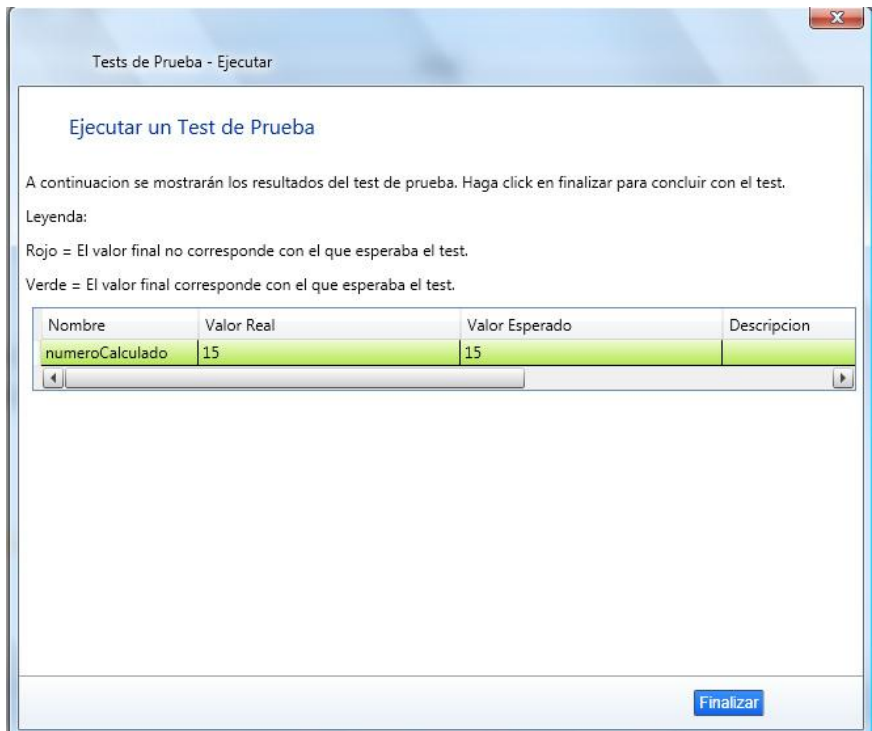 Tests de Prueba - Ejecutar
Ejecutar un Test de Prueba
A continuacion se mostrarán los resultados del test de prueba. Haga click en finalizar para concluir con el test.
Leyenda:
Rojo = El valor final no corresponde con el que esperaba el test.
Verde = El valor final corresponde con el que esperaba el test.
Nombre Valor Real Valor Esperado Descripcion
numeroCalculado 15 15
Finalizar